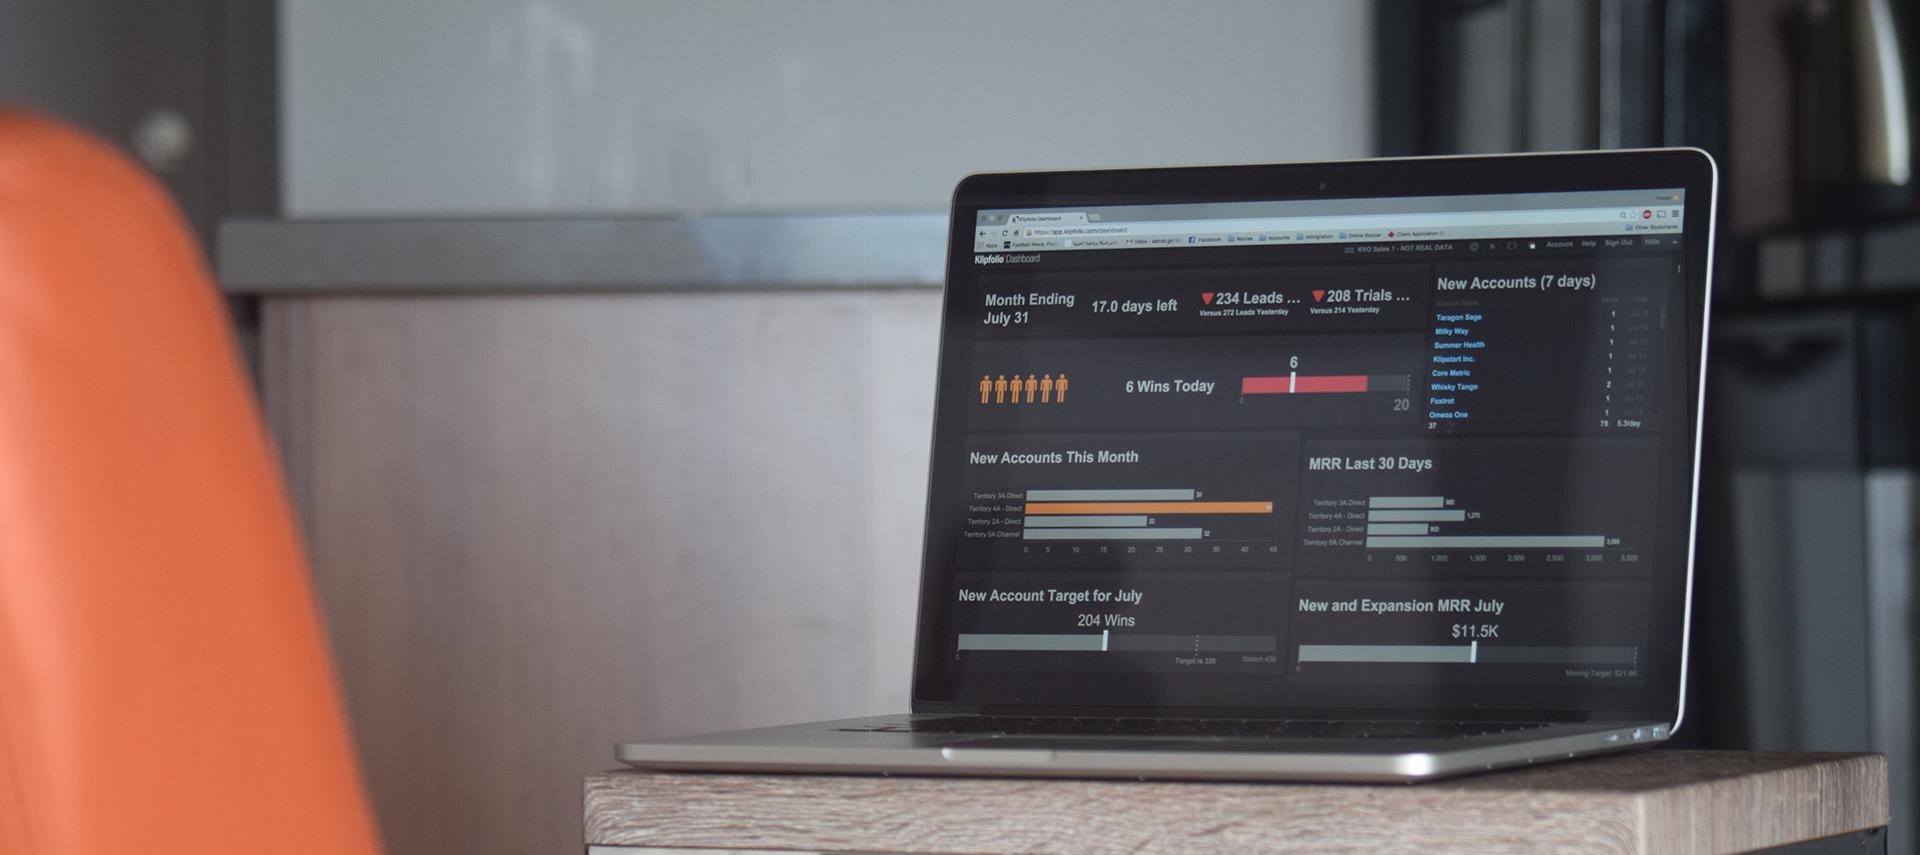 Klipfolio Dashboard
https://app.klipfolio.com/dashboard
Apps
Football News,
Facebook
Movies
Accounts
Immigration
Online Soccer
Client Application
Other Bookmarks
Klipfolio Dashboard
KVO Sales 1 - NOT REAL DATA
Account Help Sign Out Hide
Month Ending
July 31
17.0 days left
234 Leads ...
Versus 272 Leads Yesterday
208 Trials ...
Versus 214 Yesterday
New Accounts (7 days)
Account Name
Taragon Sage 1
Milky Way 1
Summer Health 1
Klipstart Inc. 1
Core Metric 1
Whisky Tango 2
Foxtrot 1
Omega One 1
37 75 5.3/day
6 Wins Today
6
0
20
New Accounts This Month
Territory 3A Direct 30
Territory 4A - Direct
Territory 2A - Direct 22
Territory 5A Channel 32
0 5 10 15 20 25 30 35 40 45
MRR Last 30 Days
Territory 3A Direct
Territory 4A - Direct 1,270
Territory 2A - Direct 800
Territory 5A Channel
0 500 1,000 1,500 2,000 2,500 3,000 3,500
New Account Target for July
204 Wins
0
Target is 330
Stretch 430
New and Expansion MRR July
$11.5K
0
Moving Target: